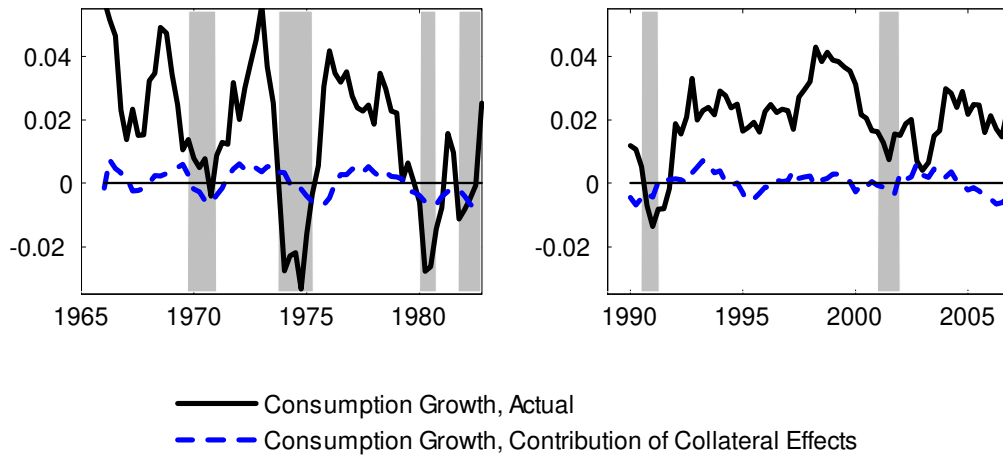 0.04
0.02
0
-0.02
1965 1970 1975 1980
0.04
0.02
0
-0.02
1990 1995 2000 2005
Consumption Growth, Actual
Consumption Growth, Contribution of Collateral Effects